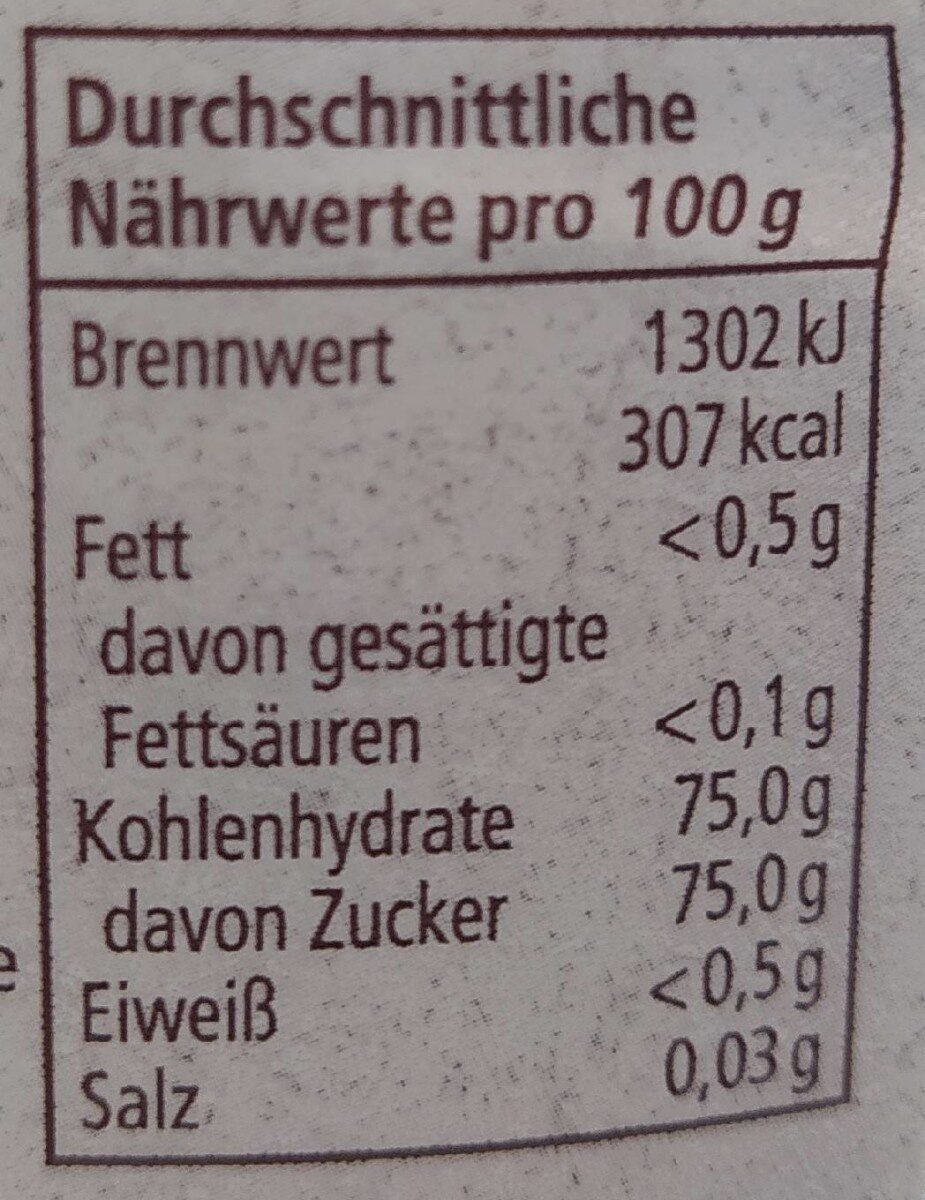 Durchschnittliche
Nährwerte pro 100 g
Brennwert 1302 kJ
307 kcal
Fett <0,5 g
davon gesättigte
Fettsäuren <0,1 g
Kohlenhydrate 75,0 g
davon Zucker 75,0 g
Eiweiß <0,5 g
Salz 0,03 g